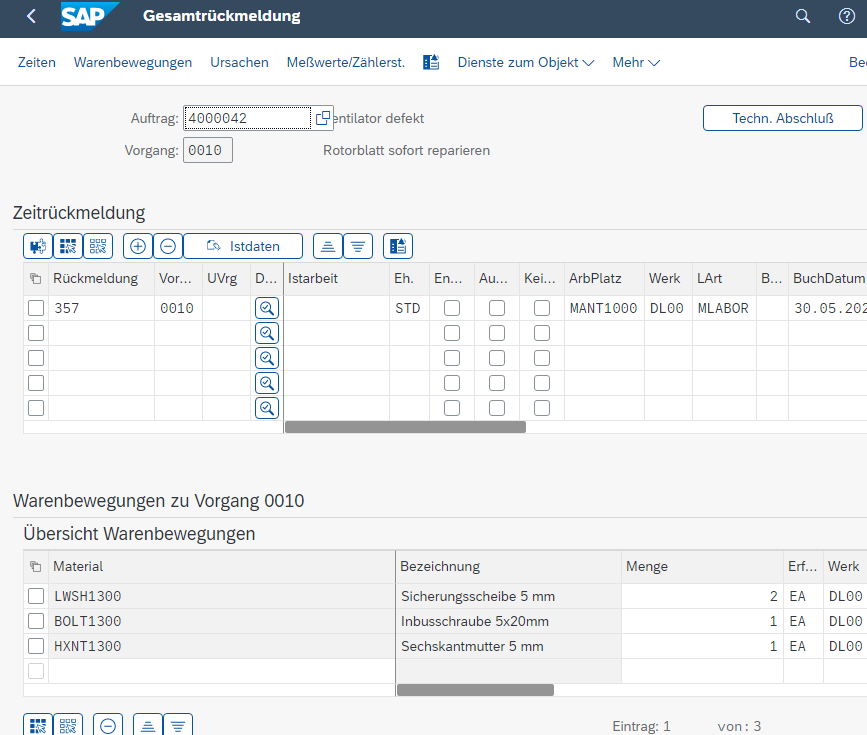 SAP Gesamtrückmeldung
Zeiten Warenbewegungen Ursachen Meßwerte/Zählerst. Dienste zum Objekt Mehr Be
Auftrag: 4000042 entilator defekt Techn. Abschluß
Vorgang: 0010 Rotorblatt sofort reparieren
Zeitrückmeldung
Istdaten
Rückmeldung Vor... UVrg D... Istarbeit Eh. En... Au... Kei... ArbPlatz Werk LArt B... BuchDatum
357 0010 STD MANT1000 DL00 MLABOR 30.05.202
Warenbewegungen zu Vorgang 0010
Übersicht Warenbewegungen
Material Bezeichnung Menge Erf... Werk
LWSH1300 Sicherungsscheibe 5 mm 2 EA DL00
BOLT1300 Inbusschraube 5x20mm 1 EA DL00
HXNT1300 Sechskantmutter 5 mm 1 EA DL00
Eintrag: 1 von: 3